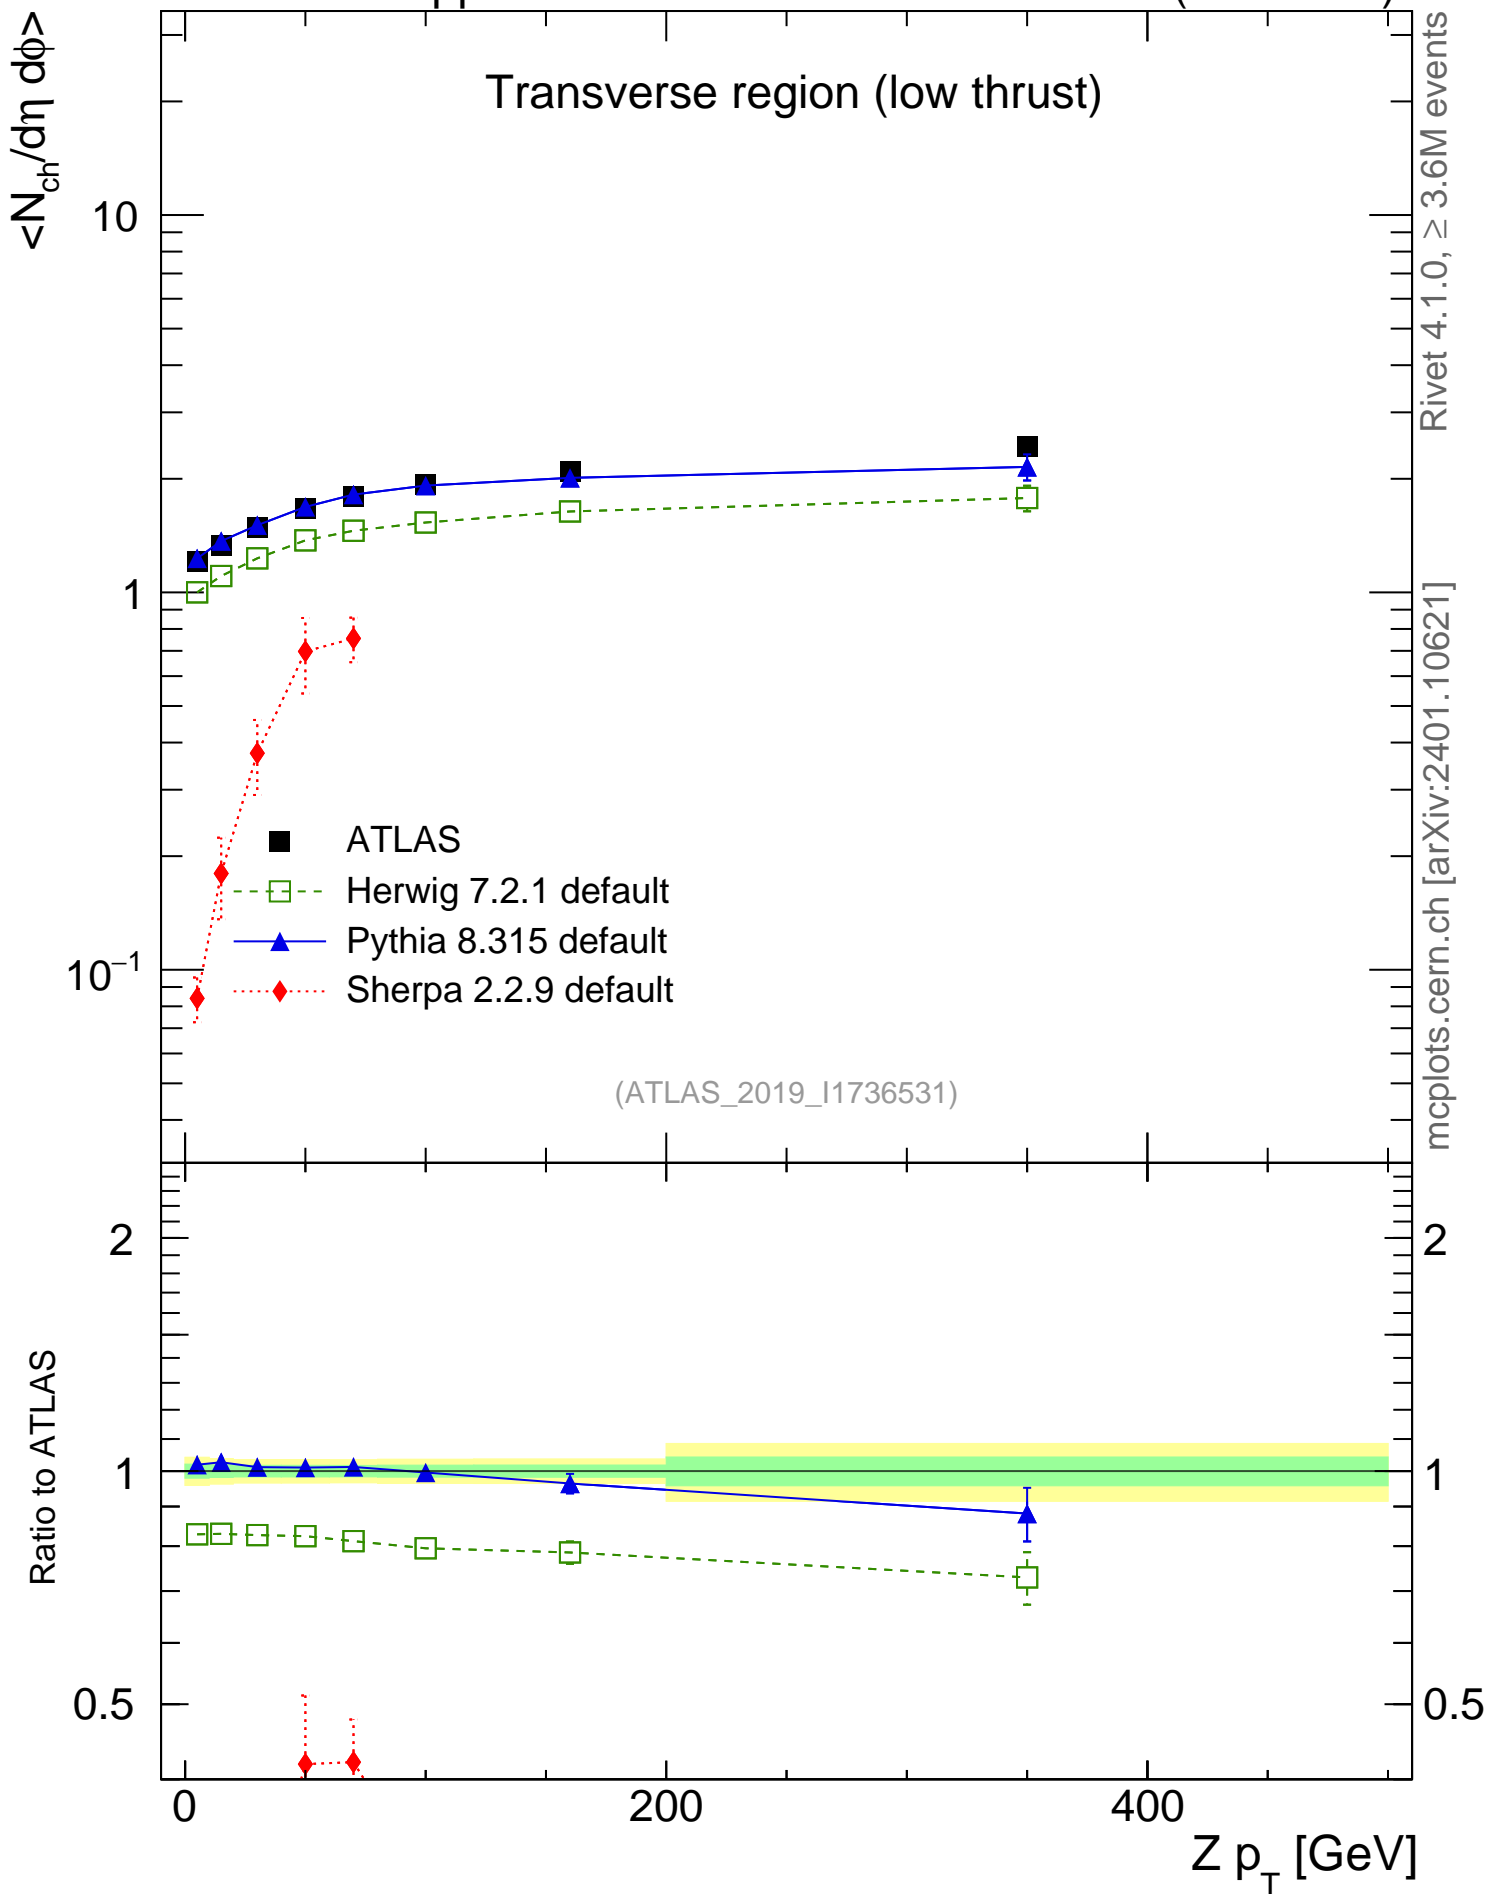 pp
Transverse region (low thrust)
<N_ch/dη dϕ>
10
1
10⁻¹
ATLAS
Herwig 7.2.1 default
Pythia 8.315 default
Sherpa 2.2.9 default
(ATLAS_2019_I1736531)
Rivet 4.1.0, ≥ 3.6M events
mcplots.cern.ch [arXiv:2401.10621]
Ratio to ATLAS
2
1
0.5
2
1
0.5
0
200
400
Z p_T [GeV]